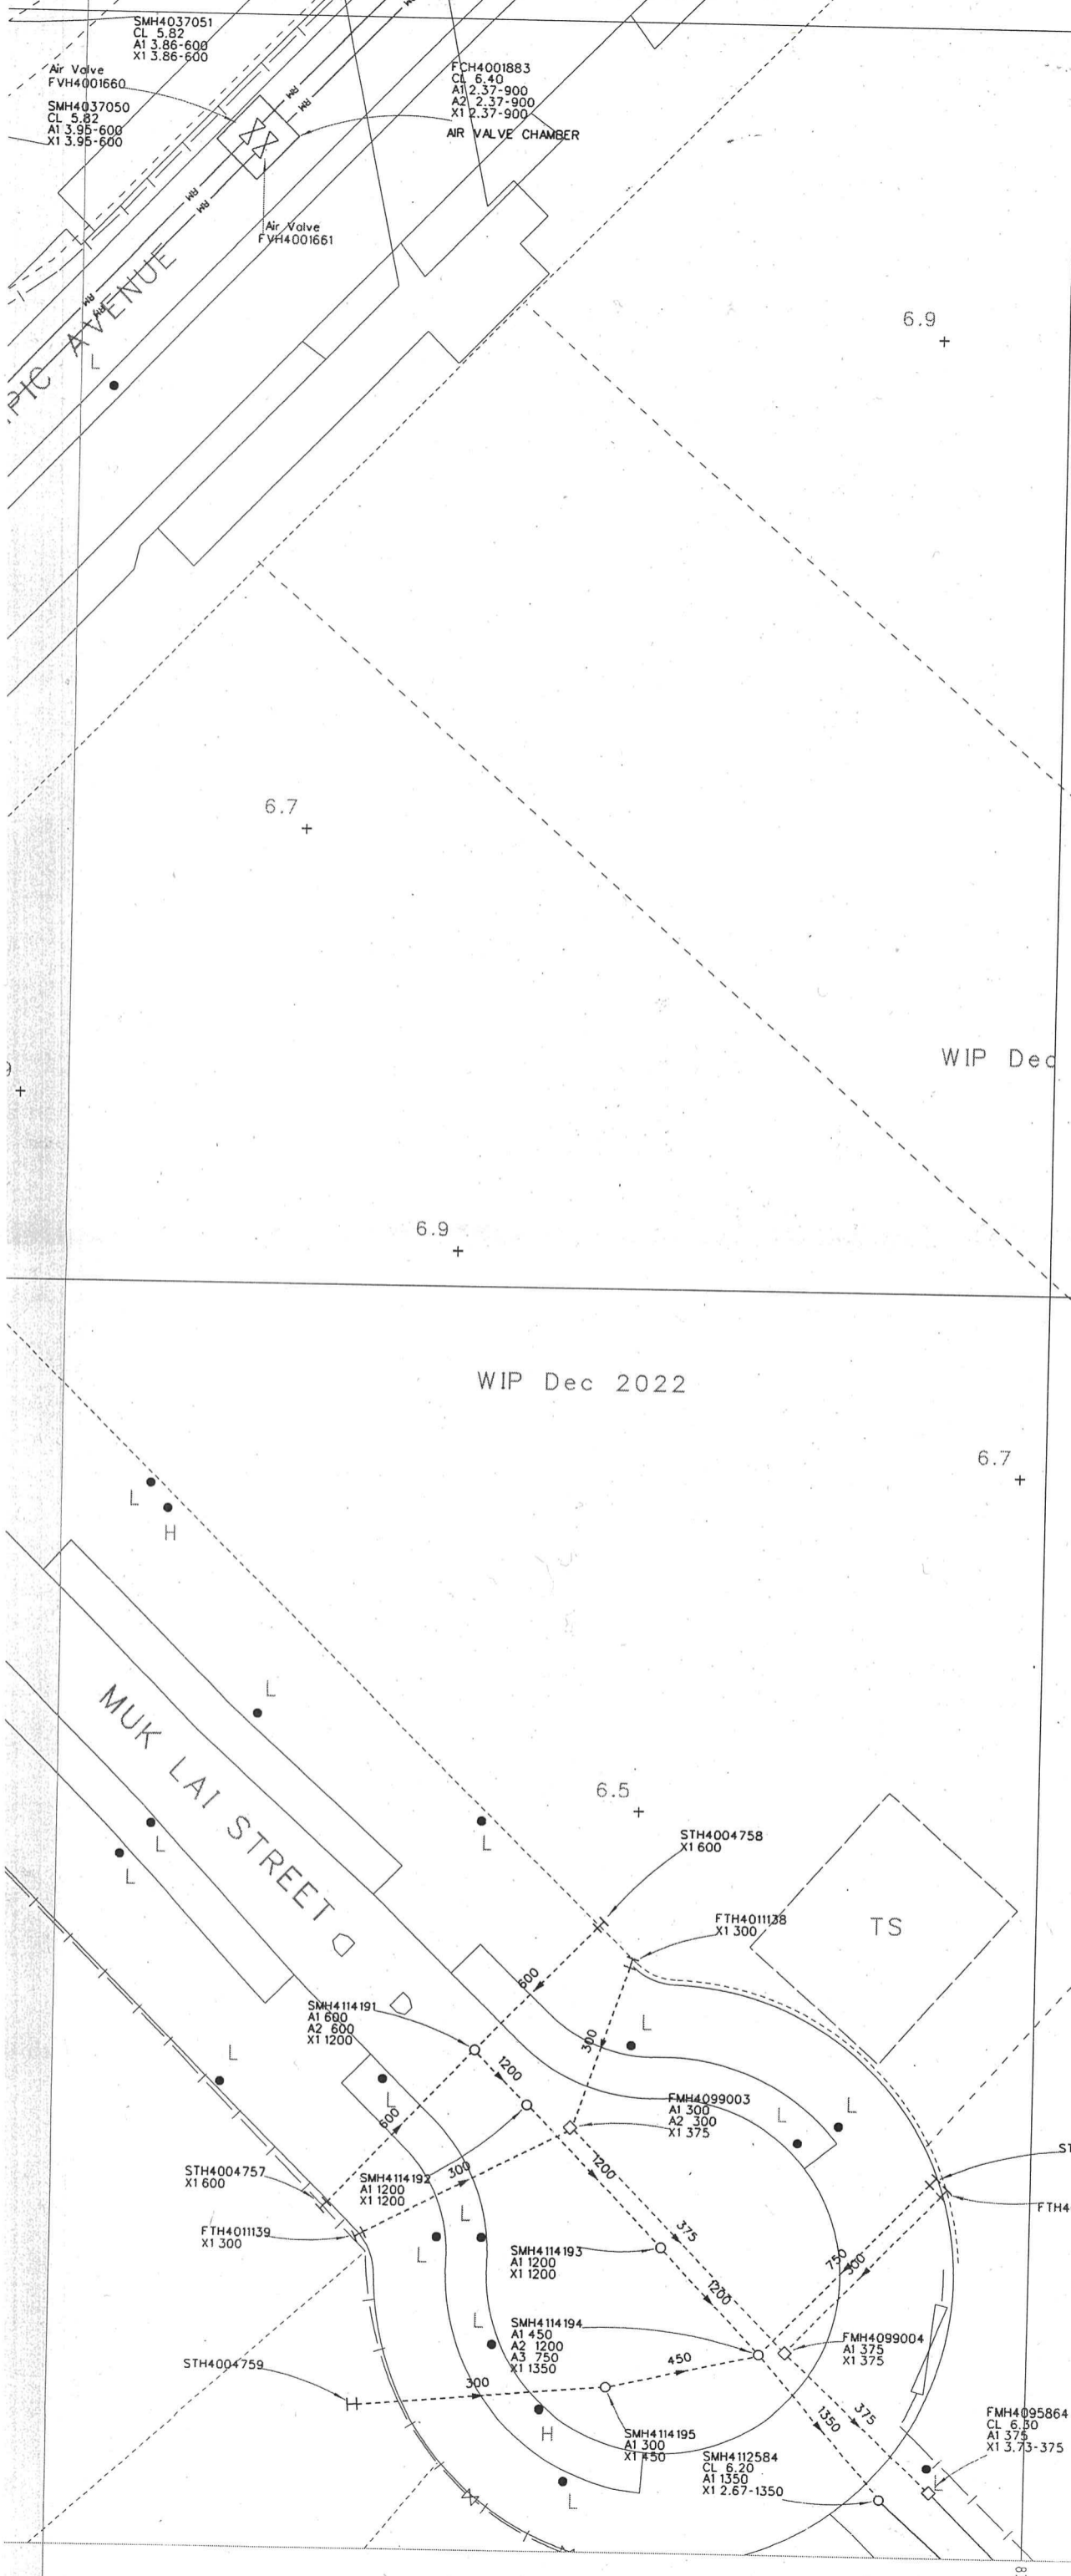 SMH4037051
CL 5.82
A1 3.86-600
X1 3.86-600
Air Valve
FVH4001660
SMH4037050
CL 5.82
A1 3.95-600
X1 3.95-600
FCH4001883
CL 6.40
A1 2.37-900
A2 2.37-900
X1 2.37-900
AIR VALVE CHAMBER
RM
RM
RM
RM
Air Valve
FVH4001661
RM
RM
PIC AVENUE
L
6.9
6.7
WIP Dec
6.9
WIP Dec 2022
6.7
L
H
L
MUK LAI STREET
L
L
6.5
L
STH4004758
X1 600
FTH4011138
X1 300
TS
600
SMH4114191
A1 600
A2 600
X1 1200
300
L
1200
L
L
600
FMH4099003
A1 300
A2 300
X1 375
L
L
STH4004757
X1 600
SMH4114192
A1 1200
X1 1200
300
1200
FTH4011139
X1 300
L
L
375
SMH4114193
A1 1200
X1 1200
1200
750
300
FTH4
L
SMH4114194
A1 450
A2 1200
A3 750
X1 1350
FMH4099004
A1 375
X1 375
STH4004759
300
450
H
SMH4114195
A1 300
X1 450
1350
375
SMH4112584
CL 6.20
A1 1350
X1 2.67-1350
FMH4095864
CL 6.30
A1 375
X1 3.73-375
L
L